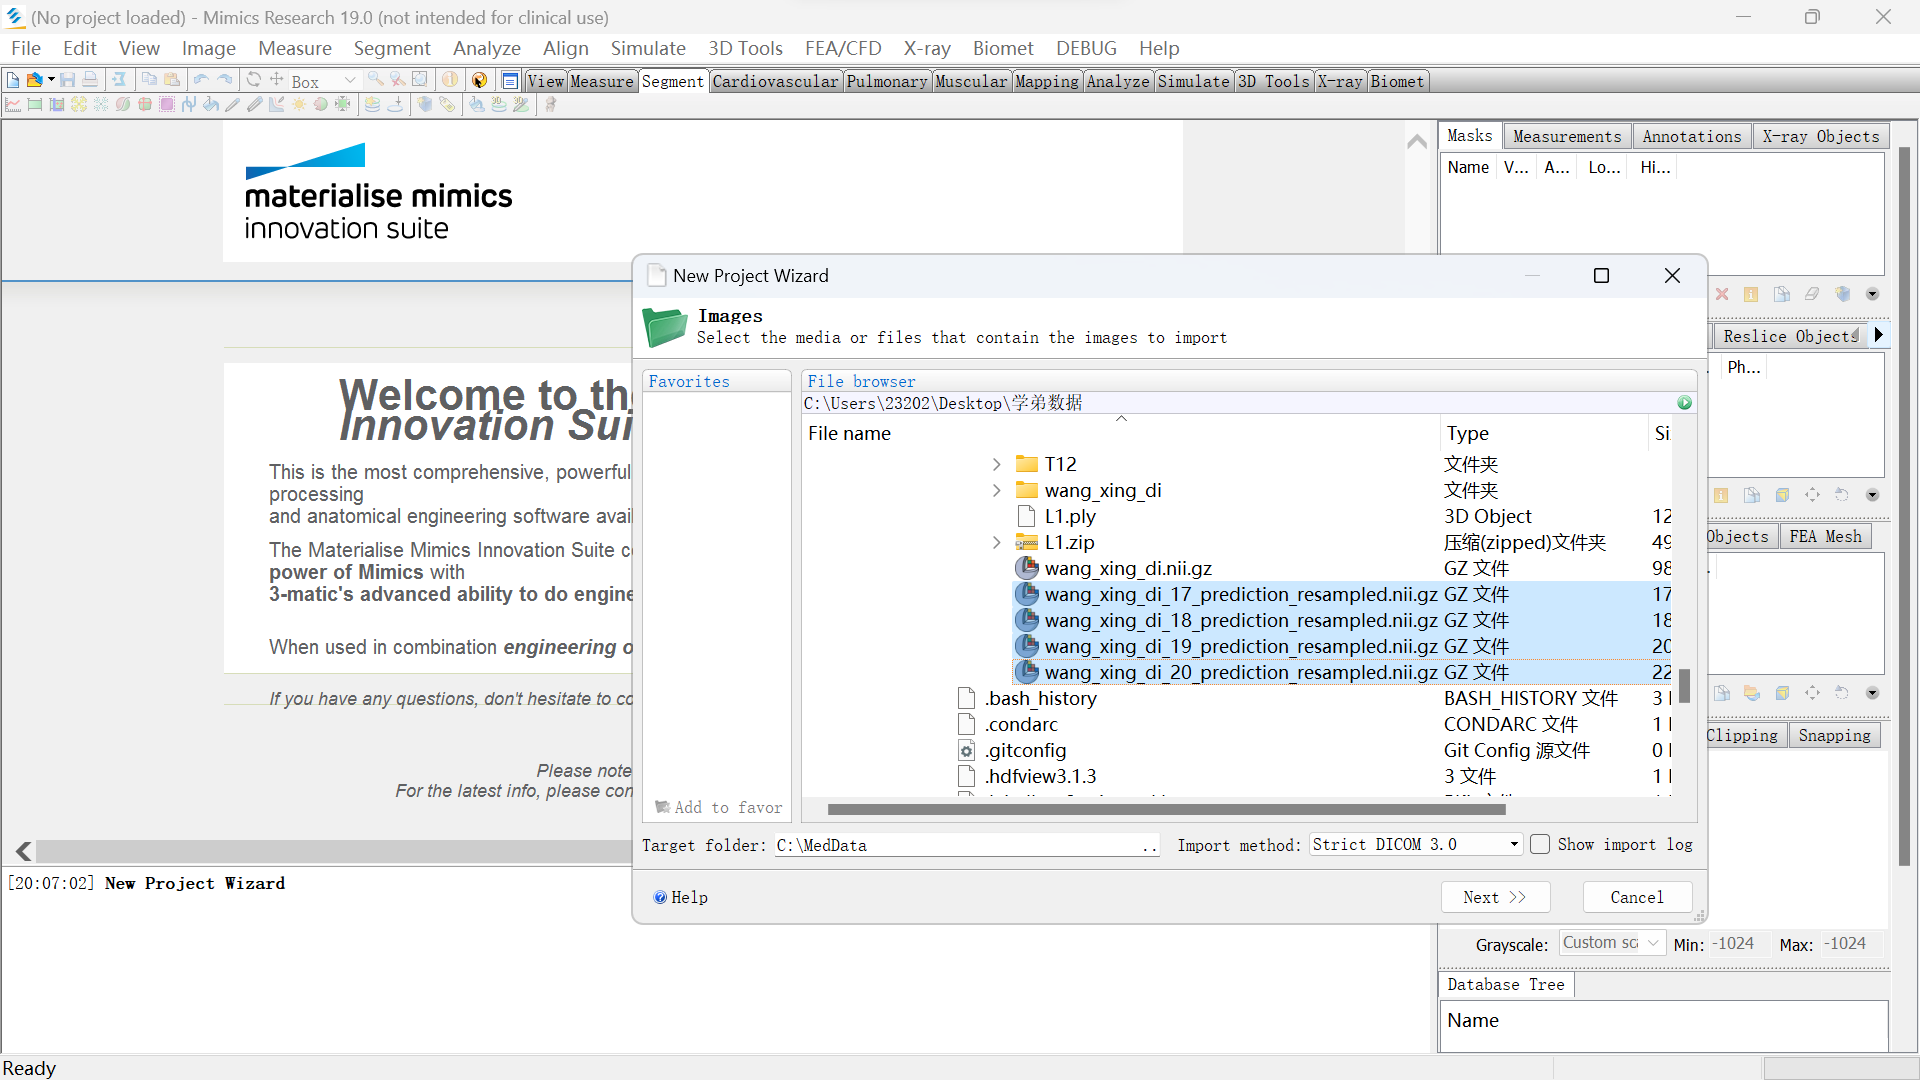 (No project loaded) - Mimics Research 19.0 (not intended for clinical use)
File Edit View Image Measure Segment Analyze Align Simulate 3D Tools FEA/CFD X-ray Biomet DEBUG Help
Box View Measure Segment Cardiovascular Pulmonary Muscular Mapping Analyze Simulate 3D Tools X-ray Biomet
materialise mimics
innovation suite
Masks Measurements Annotations X-ray Objects
Name V... A... Lo... Hi...
Reslice Objects
Ph...
Objects FEA Mesh
Clipping Snapping
Welcome to th
Innovation Sui
This is the most comprehensive, powerful
processing
and anatomical engineering software avai
The Materialise Mimics Innovation Suite c
power of Mimics with
3-matic's advanced ability to do engine
When used in combination engineering o
If you have any questions, don't hesitate to co
Please note
For the latest info, please con
New Project Wizard
Images
Select the media or files that contain the images to import
Favorites
Add to favor
File browser
C:\Users\23202\Desktop\学弟数据
File name Type Si
T12 文件夹
wang_xing_di 文件夹
L1.ply 3D Object 12
L1.zip 压缩(zipped)文件夹 49
wang_xing_di.nii.gz GZ 文件 98
wang_xing_di_17_prediction_resampled.nii.gz GZ 文件 17
wang_xing_di_18_prediction_resampled.nii.gz GZ 文件 18
wang_xing_di_19_prediction_resampled.nii.gz GZ 文件 20
wang_xing_di_20_prediction_resampled.nii.gz GZ 文件 22
.bash_history BASH_HISTORY 文件 3
.condarc CONDARC 文件 1
.gitconfig Git Config 源文件 0
.hdfview3.1.3 3 文件 1
Target folder: C:\MedData .. Import method: Strict DICOM 3.0 Show import log
Help Next >> Cancel
[20:07:02] New Project Wizard
Grayscale: Custom sca Min: -1024 Max: -1024
Database Tree
Name
Ready